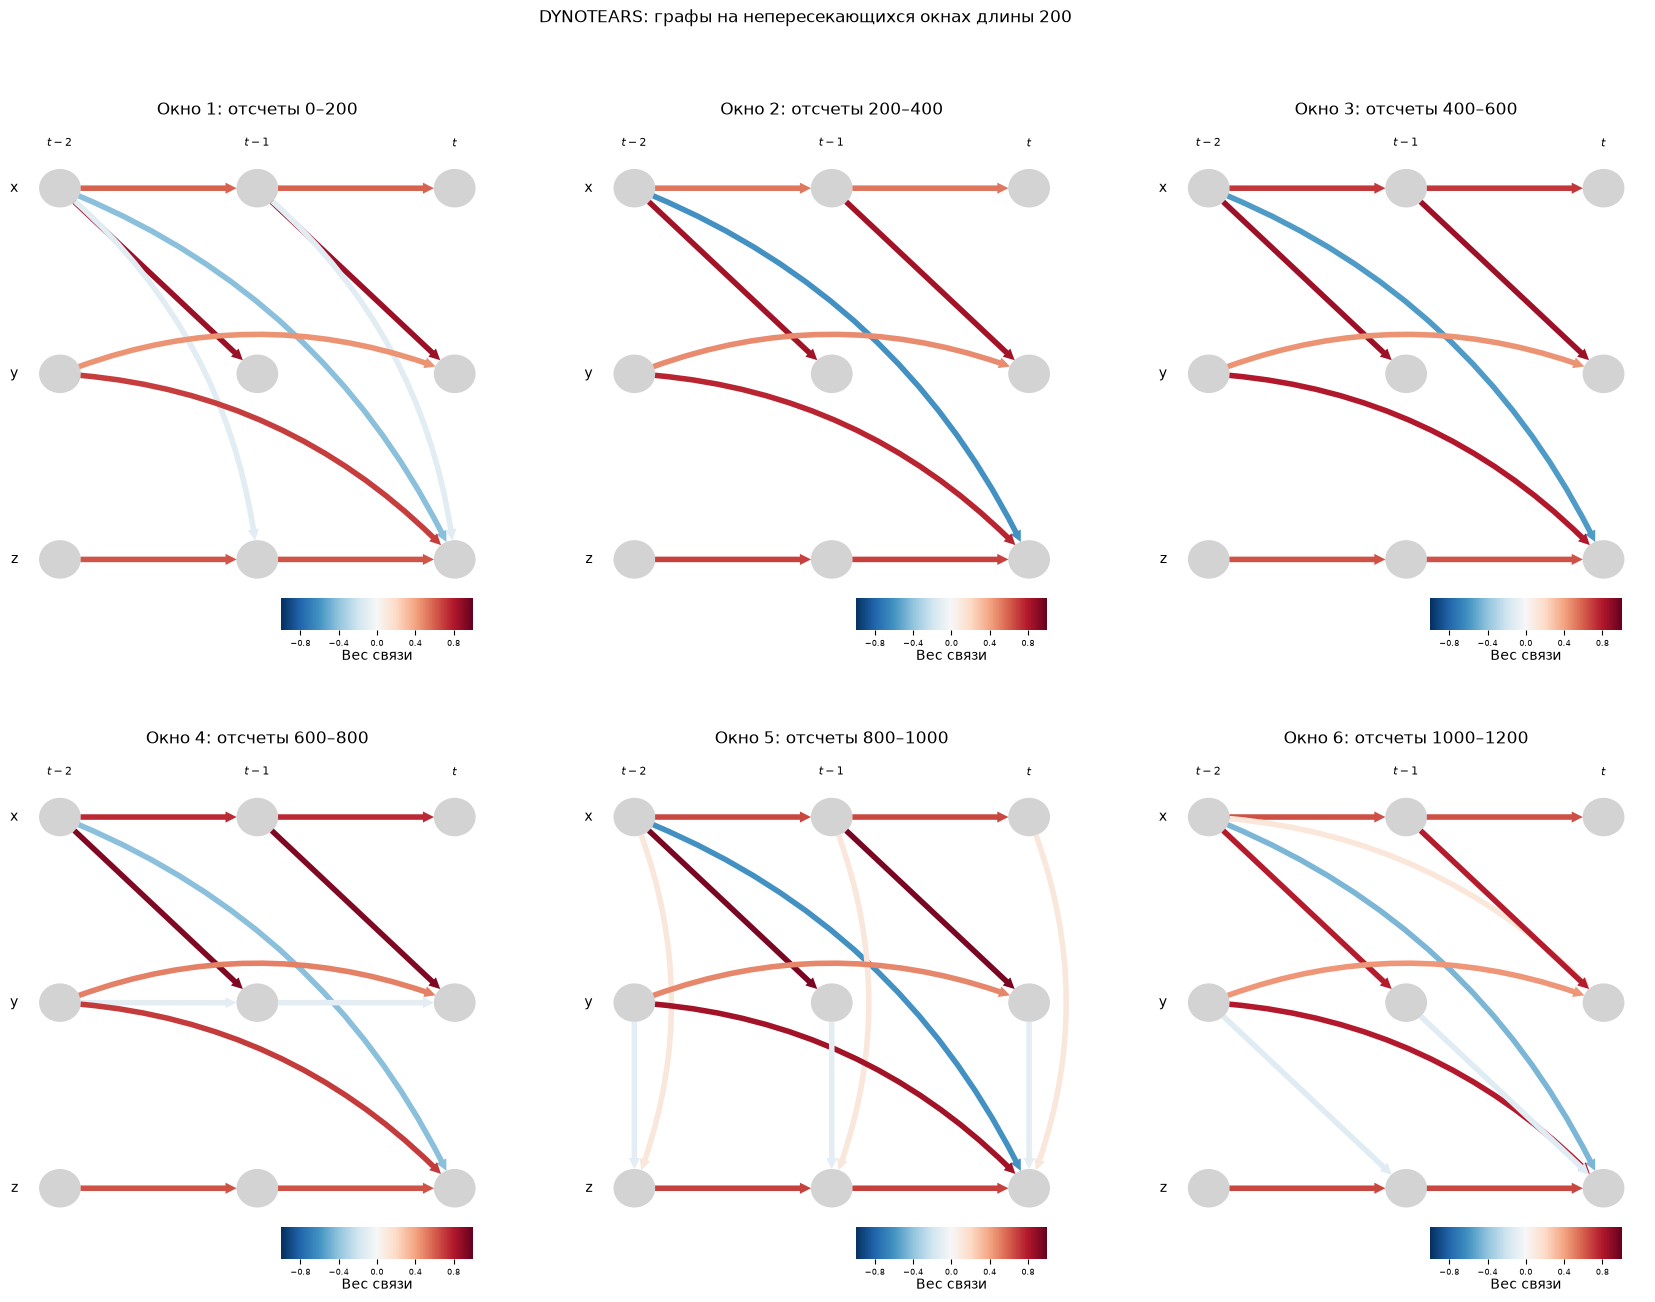 DYNOTEARS: графы на непересекающихся окнах длины 200
Окно 1: отсчеты 0–200
t − 2 t − 1 t
x
y
z
−0.8 −0.4 0.0 0.4 0.8
Вес связи
Окно 2: отсчеты 200–400
t − 2 t − 1 t
x
y
z
−0.8 −0.4 0.0 0.4 0.8
Вес связи
Окно 3: отсчеты 400–600
t − 2 t − 1 t
x
y
z
−0.8 −0.4 0.0 0.4 0.8
Вес связи
Окно 4: отсчеты 600–800
t − 2 t − 1 t
x
y
z
−0.8 −0.4 0.0 0.4 0.8
Вес связи
Окно 5: отсчеты 800–1000
t − 2 t − 1 t
x
y
z
−0.8 −0.4 0.0 0.4 0.8
Вес связи
Окно 6: отсчеты 1000–1200
t − 2 t − 1 t
x
y
z
−0.8 −0.4 0.0 0.4 0.8
Вес связи